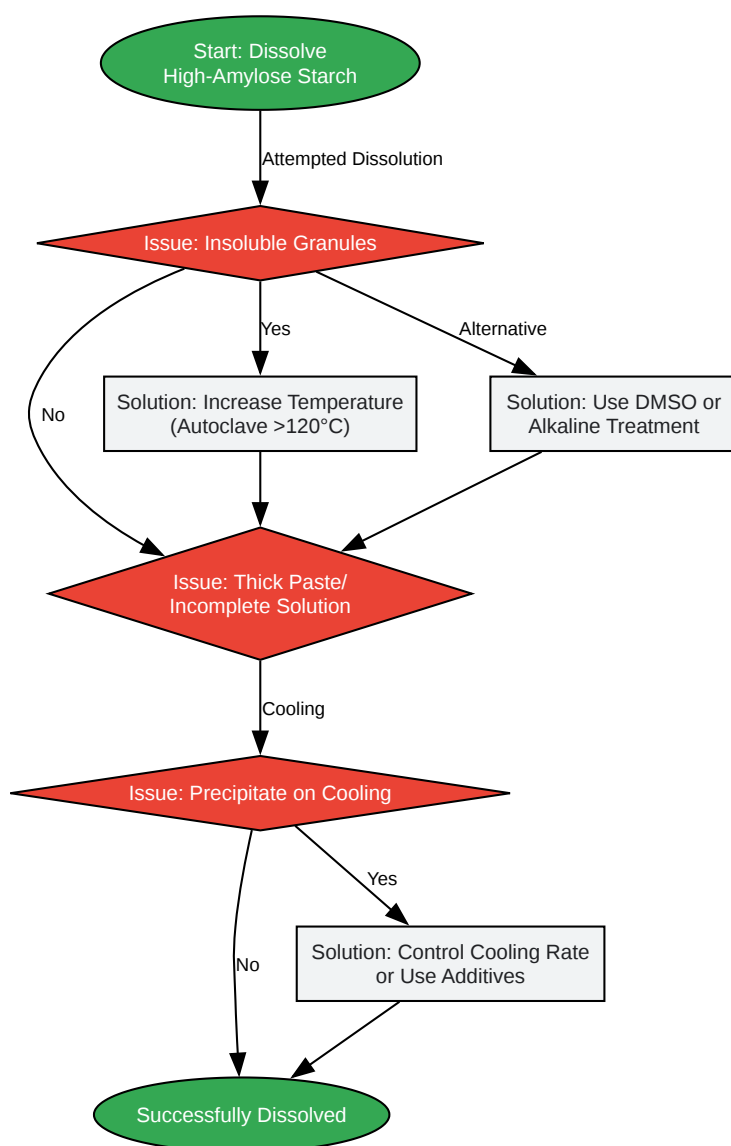 Start: Dissolve
High-Amylose Starch
Attempted Dissolution
Issue: Insoluble Granules
Yes
Alternative
Solution: Increase Temperature
(Autoclave >120°C)
Solution: Use DMSO or
Alkaline Treatment
No
Issue: Thick Paste/
Incomplete Solution
Cooling
Issue: Precipitate on Cooling
Yes
Solution: Control Cooling Rate
or Use Additives
No
Successfully Dissolved